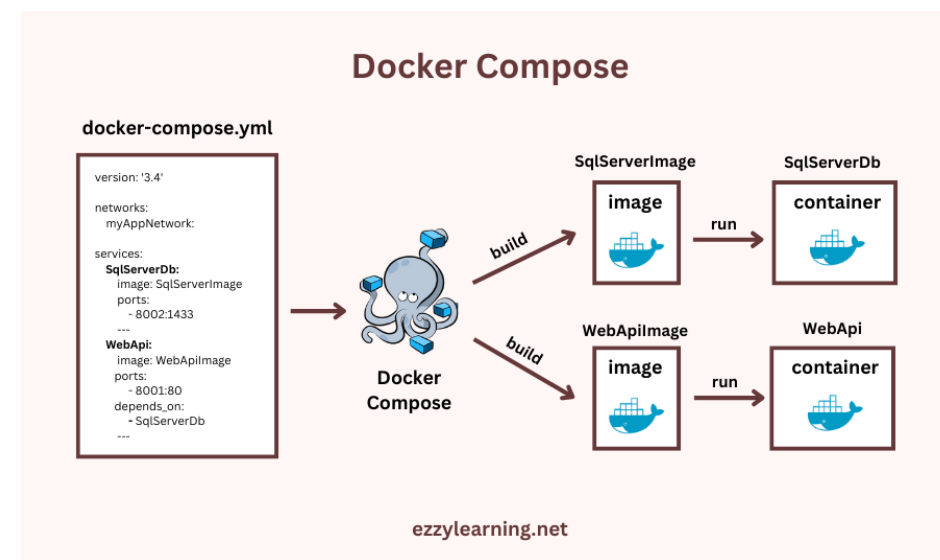 Docker Compose
docker-compose.yml
version: '3.4'
networks:
myAppNetwork:
services:
SqlServerDb:
image: SqlServerImage
ports:
- 8002:1433
---
WebApi:
image: WebApiImage
ports:
- 8001:80
depends_on:
- SqlServerDb
---
Docker
Compose
build
build
SqlServerImage
image
run
SqlServerDb
container
WebApiImage
image
run
WebApi
container
ezzylearning.net